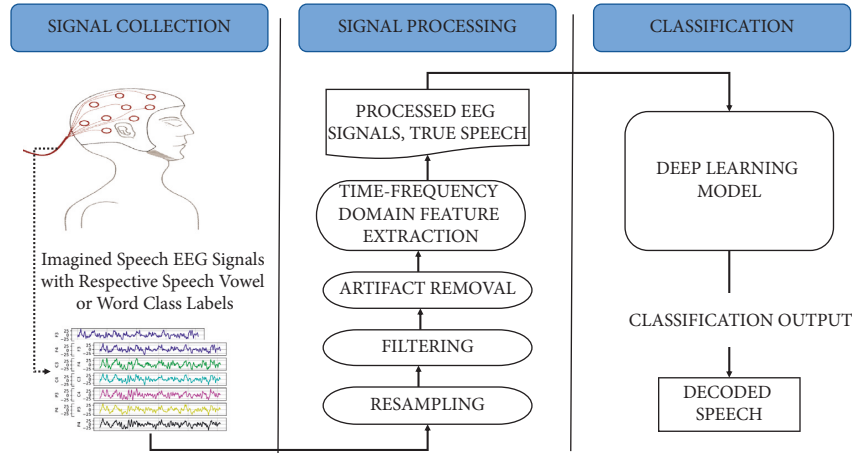 SIGNAL COLLECTION
SIGNAL PROCESSING
CLASSIFICATION
Imagined Speech EEG Signals
with Respective Speech Vowel
or Word Class Labels
PROCESSED EEG
SIGNALS, TRUE SPEECH
TIME-FREQUENCY
DOMAIN FEATURE
EXTRACTION
ARTIFACT REMOVAL
FILTERING
RESAMPLING
DEEP LEARNING
MODEL
CLASSIFICATION OUTPUT
DECODED
SPEECH